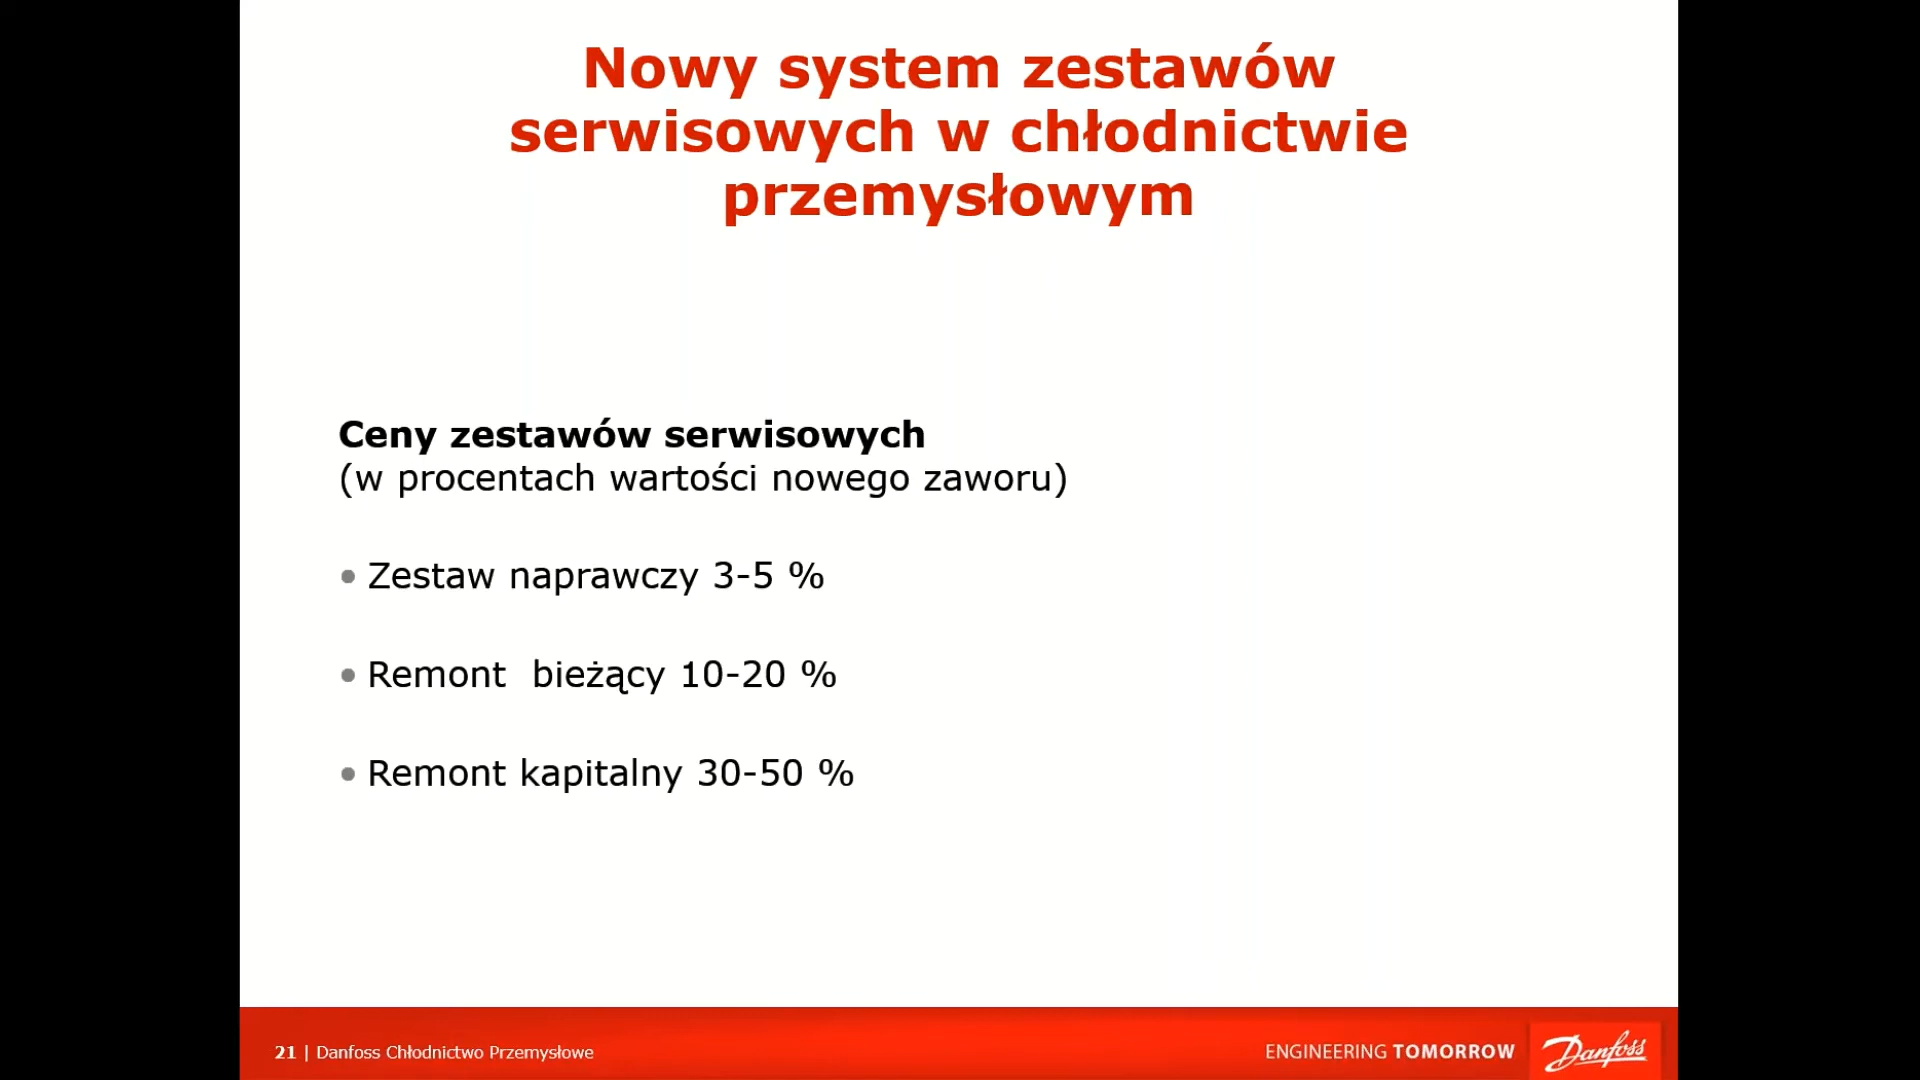 Nowy system zestawów
serwisowych w chłodnictwie
przemysłowym
Ceny zestawów serwisowych
(w procentach wartości nowego zaworu)
• Zestaw naprawczy 3-5 %
• Remont  bieżący 10-20 %
• Remont kapitalny 30-50 %
21 | Danfoss Chłodnictwo Przemysłowe
ENGINEERING TOMORROW
Danfoss